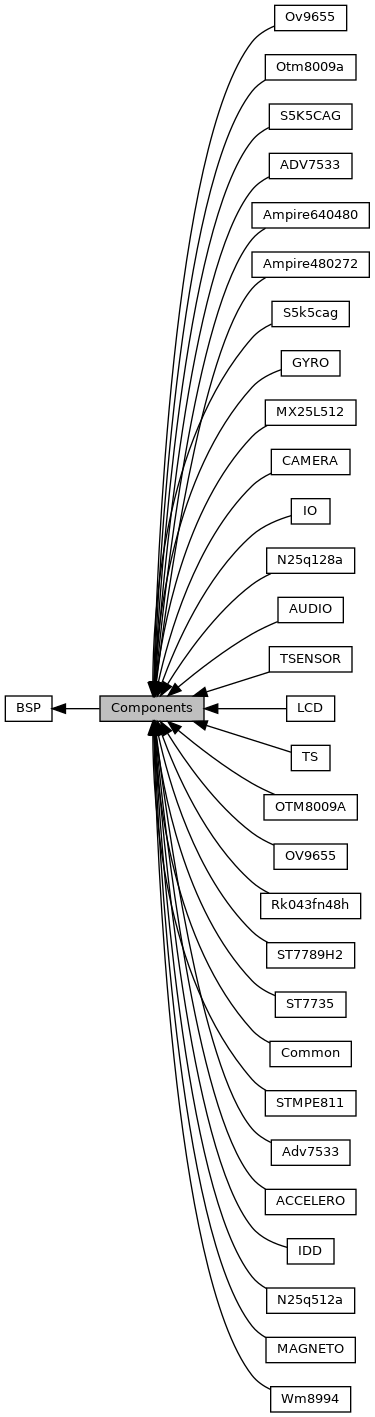 Ov9655
Otm8009a
S5K5CAG
ADV7533
Ampire640480
Ampire480272
S5k5cag
GYRO
MX25L512
CAMERA
IO
N25q128a
AUDIO
TSENSOR
BSP
Components
LCD
TS
OTM8009A
OV9655
Rk043fn48h
ST7789H2
ST7735
Common
STMPE811
Adv7533
ACCELERO
IDD
N25q512a
MAGNETO
Wm8994